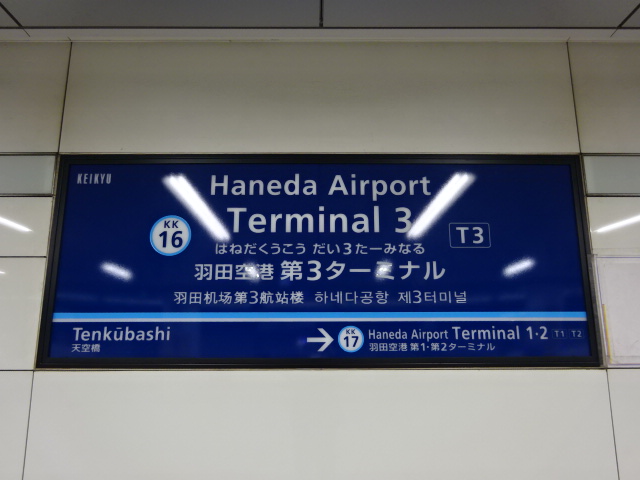 KEIKYU
Haneda Airport
Terminal 3
KK
16
T3
はねだくうこう だい3たーみなる
羽田空港 第3ターミナル
羽田机场第3航站楼 하네다공항 제3터미널
Tenkūbashi
天空橋
→ KK
17
Haneda Airport Terminal 1·2 T1 T2
羽田空港 第1·第2ターミナル